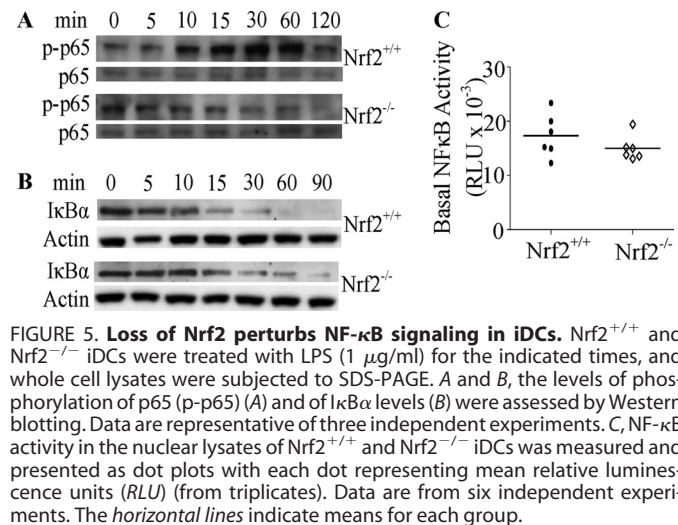 A min 0 5 10 15 30 60 120
p-p65 Nrf2+/+
p65
p-p65 Nrf2-/-
p65
B min 0 5 10 15 30 60 90
IκBα Nrf2+/+
Actin
IκBα Nrf2-/-
Actin
C
Basal NFκB Activity
(RLU x 10-3)
30
20
10
0
Nrf2+/+ Nrf2-/-
FIGURE 5. Loss of Nrf2 perturbs NF-κB signaling in iDCs. Nrf2+/+ and
Nrf2−/− iDCs were treated with LPS (1 μg/ml) for the indicated times, and
whole cell lysates were subjected to SDS-PAGE. A and B, the levels of phos-
phorylation of p65 (p-p65) (A) and of IκBα levels (B) were assessed by Western
blotting. Data are representative of three independent experiments. C, NF-κB
activity in the nuclear lysates of Nrf2+/+ and Nrf2−/− iDCs was measured and
presented as dot plots with each dot representing mean relative lumines-
cence units (RLU) (from triplicates). Data are from six independent experi-
ments. The horizontal lines indicate means for each group.